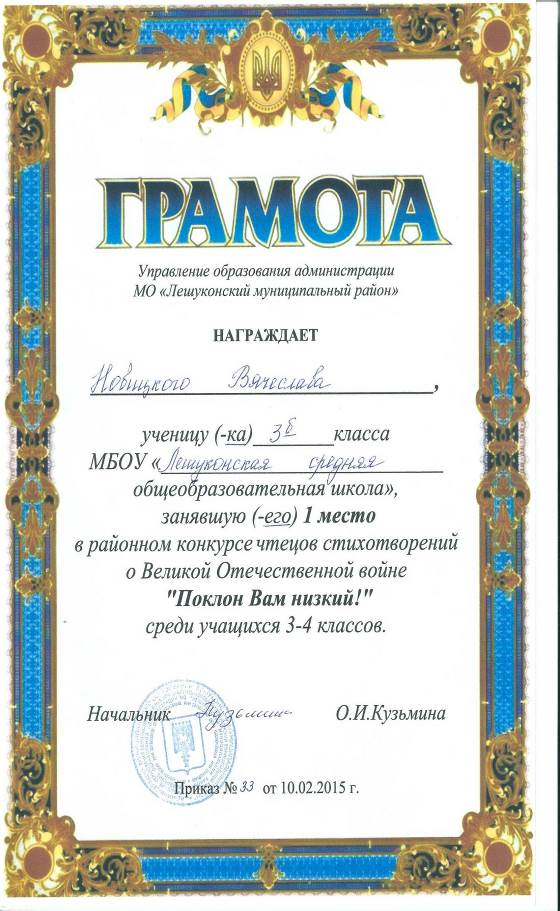 ГРАМОТА
Управление образования администрации
МО «Лешуконский муниципальный район»
НАГРАЖДАЕТ
Новицкого Вячеслава,
ученицу (-ка) 3б класса
МБОУ «Лешуконская средняя
общеобразовательная школа»,
занявшую (-его) 1 место
в районном конкурсе чтецов стихотворений
о Великой Отечественной войне
"Поклон Вам низкий!"
среди учащихся 3-4 классов.
Начальник О.И.Кузьмина
Приказ № 33 от 10.02.2015 г.